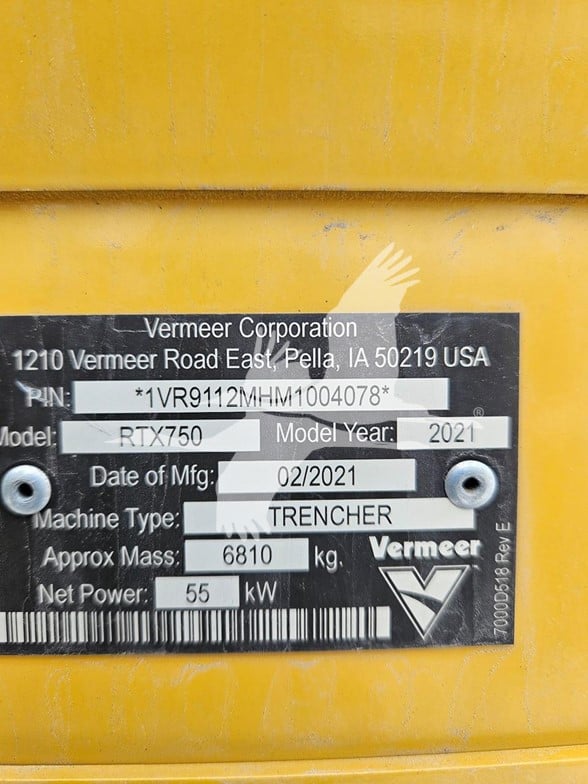 Vermeer Corporation
1210 Vermeer Road East, Pella, IA 50219 USA
PIN: *1VR9112MHM1004078*
Model: RTX750 Model Year: 2021
Date of Mfg: 02/2021
Machine Type: TRENCHER
Approx Mass: 6810 kg. Vermeer
Net Power: 55 kW
7000D518 Rev E